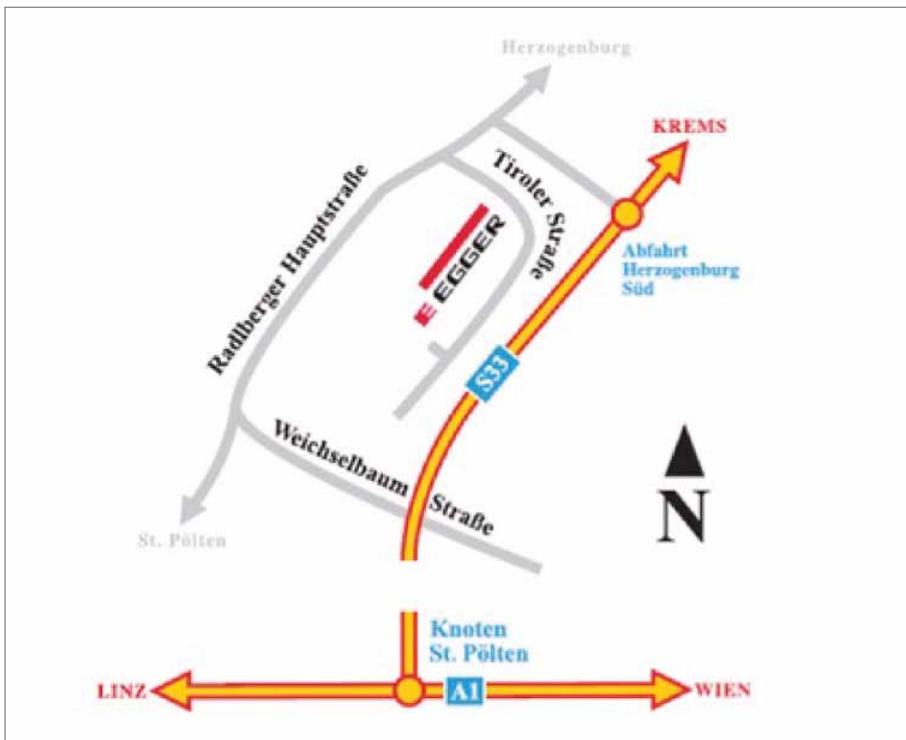 Herzogenburg
KREMS
Tiroler Straße
Radlberger Hauptstraße
E EGGER
Abfahrt
Herzogenburg
Süd
S33
Weichselbaum Straße
N
St. Pölten
Knoten
St. Pölten
LINZ
A1
WIEN